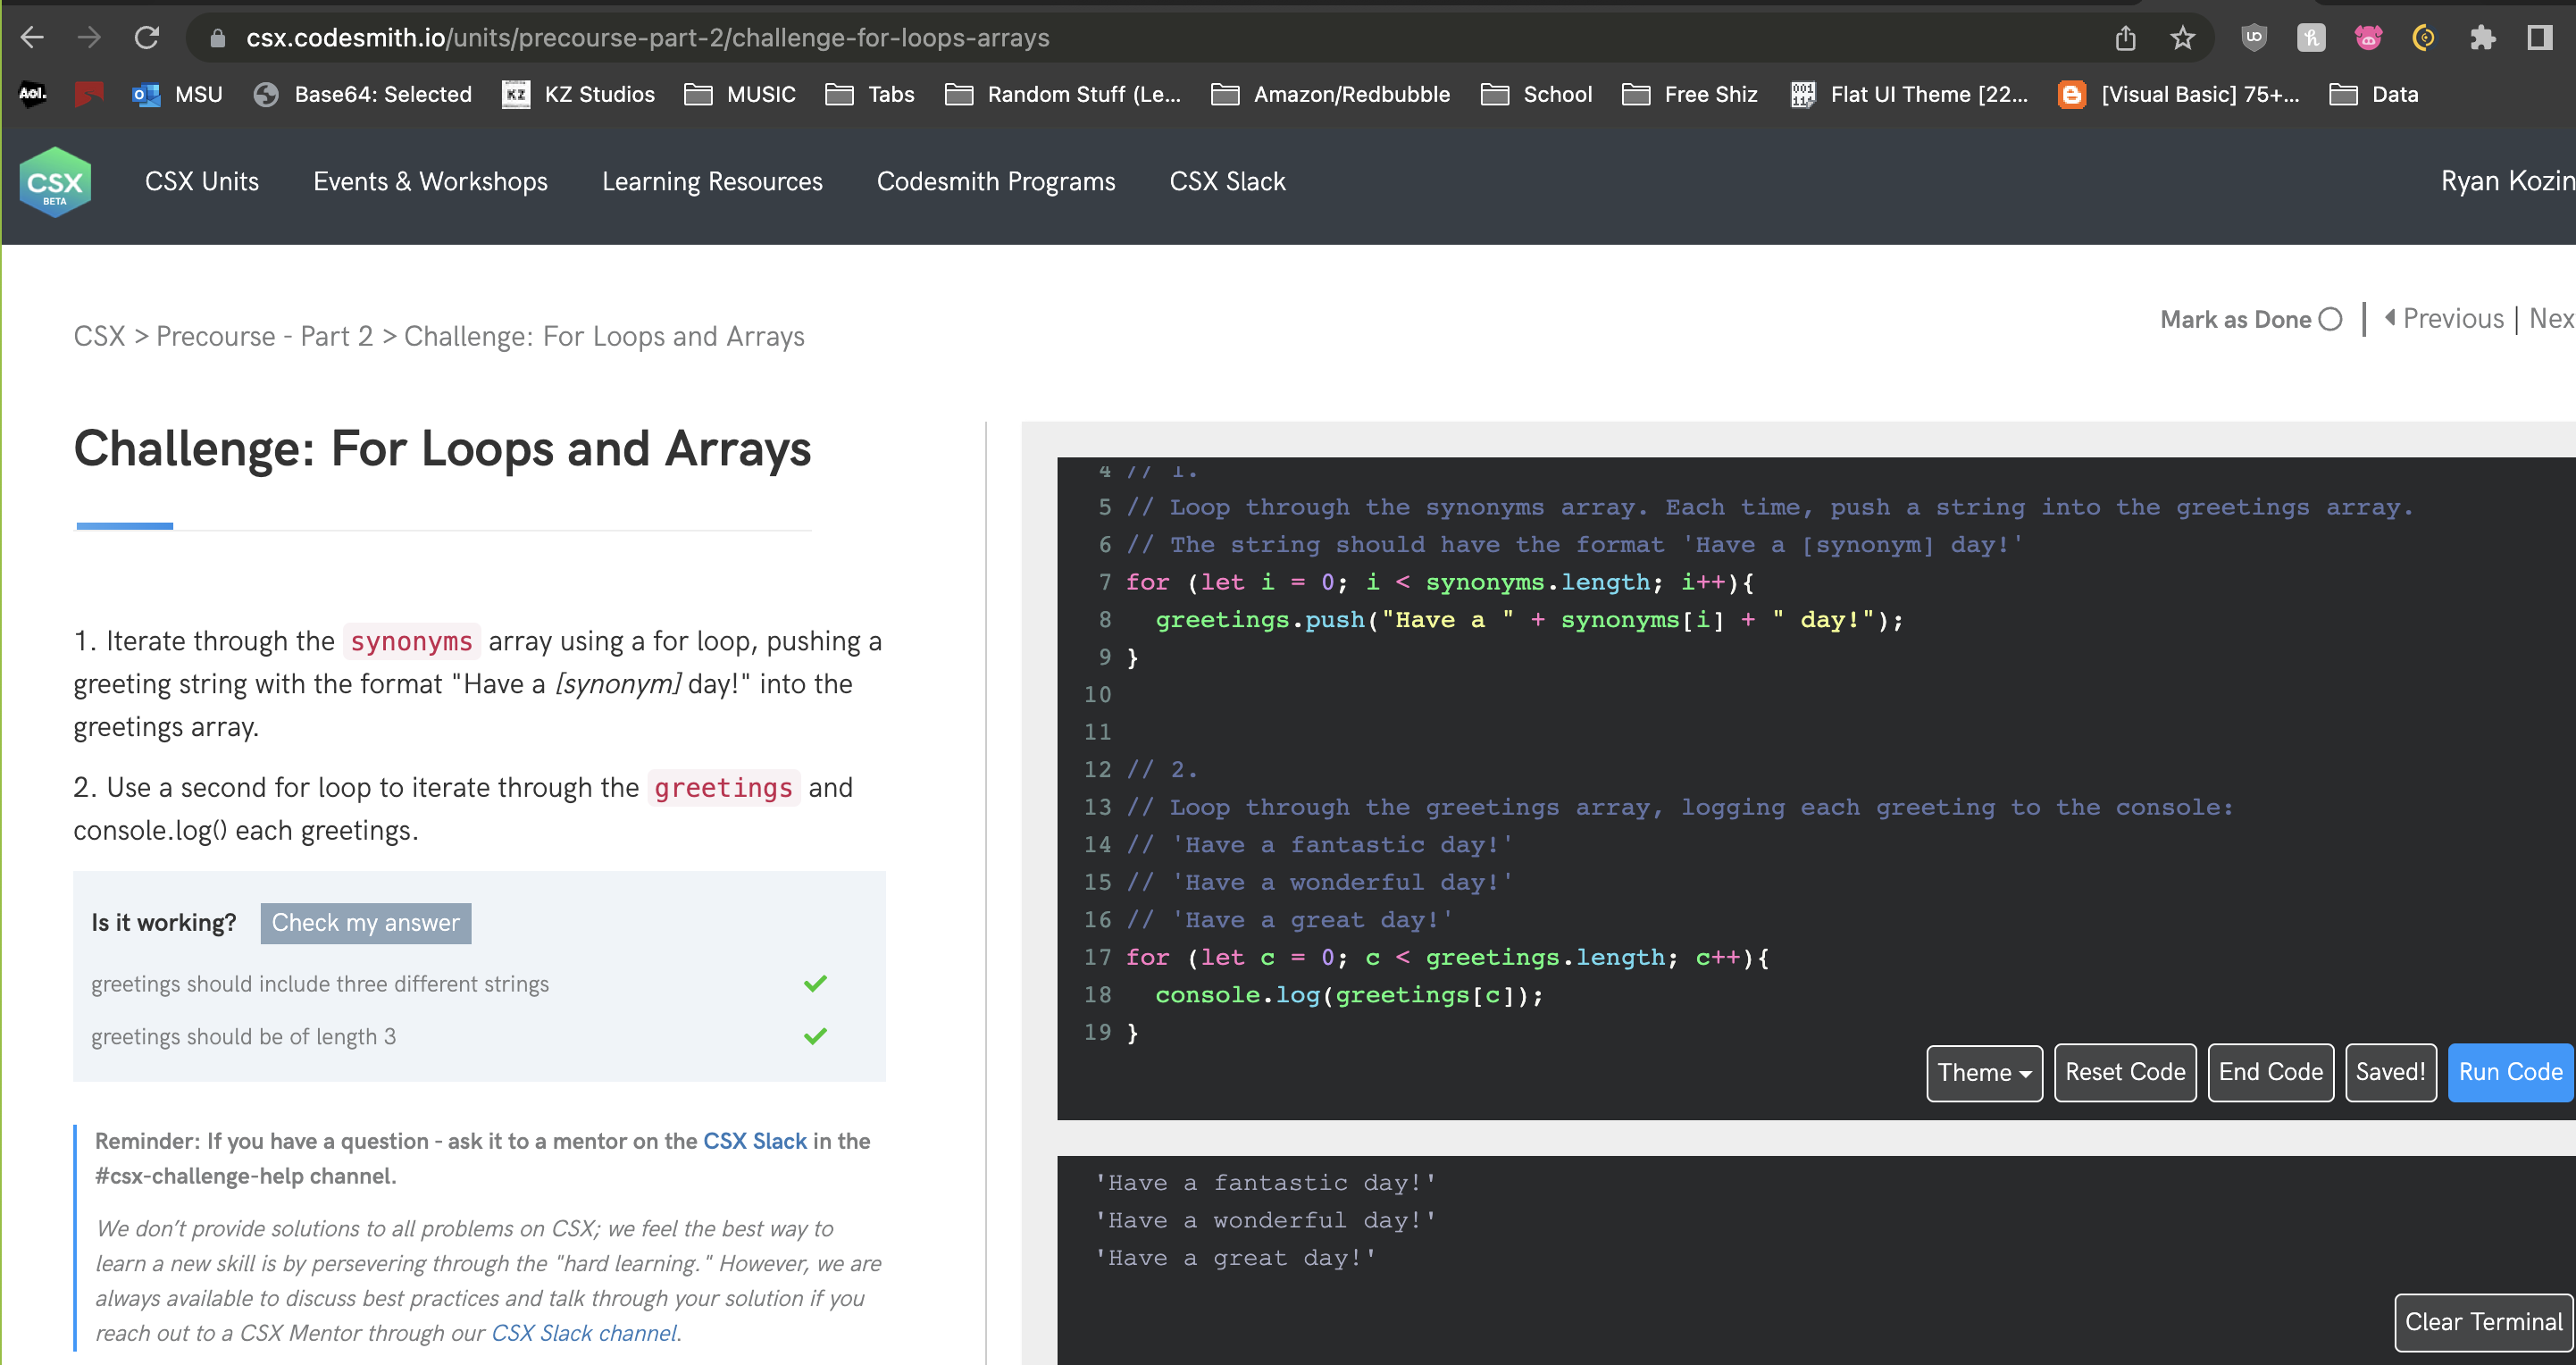 csx.codesmith.io/units/precourse-part-2/challenge-for-loops-arrays
Aol. MSU Base64: Selected KZ KZ Studios MUSIC Tabs Random Stuff (Le... Amazon/Redbubble School Free Shiz Flat UI Theme [22... [Visual Basic] 75+... Data
CSX BETA CSX Units Events & Workshops Learning Resources Codesmith Programs CSX Slack Ryan Kozin
Mark as Done | Previous | Nex
CSX > Precourse - Part 2 > Challenge: For Loops and Arrays
Challenge: For Loops and Arrays
1. Iterate through the synonyms array using a for loop, pushing a
greeting string with the format "Have a [synonym] day!" into the
greetings array.
2. Use a second for loop to iterate through the greetings and
console.log() each greetings.
Is it working? Check my answer
greetings should include three different strings
greetings should be of length 3
Reminder: If you have a question - ask it to a mentor on the CSX Slack in the
#csx-challenge-help channel.
We don't provide solutions to all problems on CSX; we feel the best way to
learn a new skill is by persevering through the "hard learning." However, we are
always available to discuss best practices and talk through your solution if you
reach out to a CSX Mentor through our CSX Slack channel.
4 // 1.
5 // Loop through the synonyms array. Each time, push a string into the greetings array.
6 // The string should have the format 'Have a [synonym] day!'
7 for (let i = 0; i < synonyms.length; i++){
8 greetings.push("Have a " + synonyms[i] + " day!");
9 }
10
11
12 // 2.
13 // Loop through the greetings array, logging each greeting to the console:
14 // 'Have a fantastic day!'
15 // 'Have a wonderful day!'
16 // 'Have a great day!'
17 for (let c = 0; c < greetings.length; c++){
18 console.log(greetings[c]);
19 }
Theme Reset Code End Code Saved! Run Code
'Have a fantastic day!'
'Have a wonderful day!'
'Have a great day!'
Clear Terminal